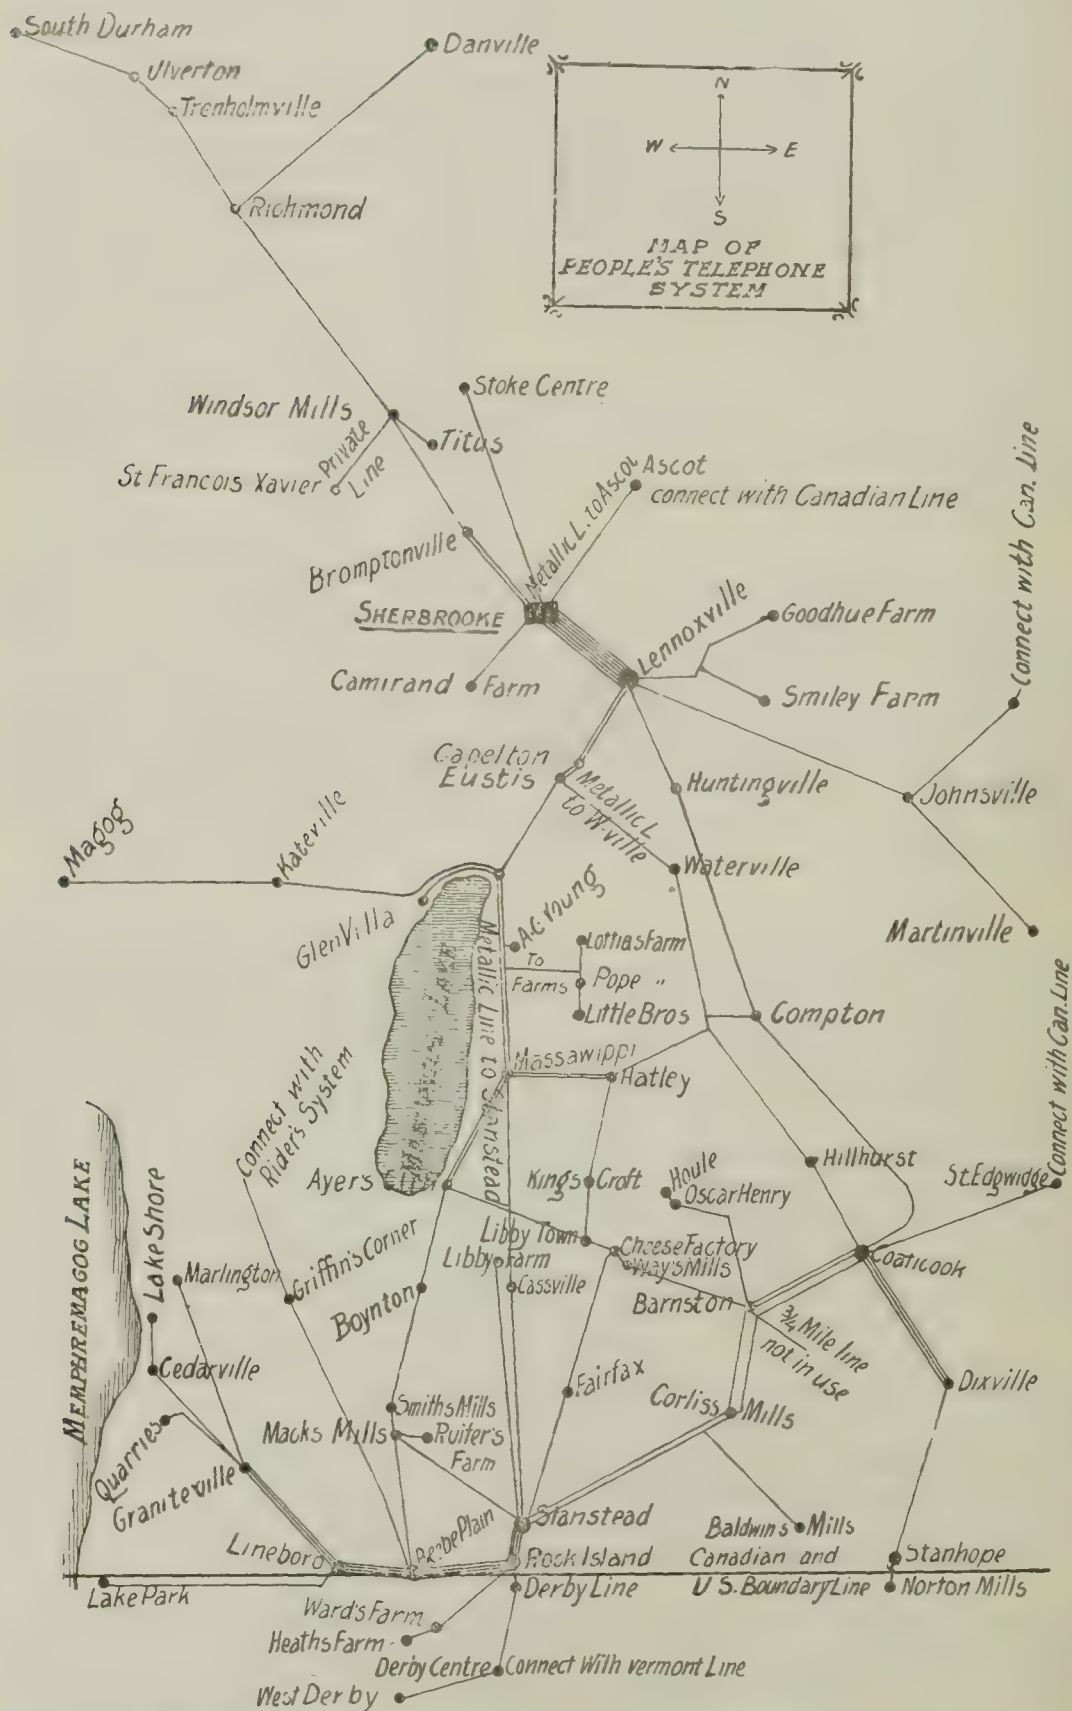 South Durham
Ulverton
Trenholmville
Danville
Richmond
N
W E
S
MAP OF
PEOPLE'S TELEPHONE
SYSTEM
Stoke Centre
Windsor Mills
Titus
Private
Line
St Francois Xavier
Metallic L. to Ascot
Ascot
connect with Canadian Line
Connect with Can. Line
Bromptonville
SHERBROOKE
Lennoxville
Goodhue Farm
Camirand Farm
Smiley Farm
Capelton
Eustis
Metallic L
to W-ville
Huntingville
Johnsville
Magog
Kateville
Waterville
Glen Villa
Metallic Line to Stanstead
To
Farms
Pope "
Little Bros
Martinville
Compton
Connect with Can. Line
Massawippi
Hatley
Connect with
Rider's System
Ayers
Kings Croft
Houle
Oscar Henry
Hillhurst
St Edgwidge
MEMPHREMAGOG LAKE
Lake Shore
Marlington
Griffin's Corner
Libby Town
Libby Farm
Cheese Factory
Way's Mills
Cassville
Coaticook
Boynton
Barnston
3/4 Mile line
not in use
Cedarville
Fairfax
Dixville
Smiths Mills
Corliss Mills
Quarries
Macks Mills
Ruiter's
Farm
Graniteville
Beebe Plain
Stanstead
Baldwin's Mills
Lineboro
Rock Island
Canadian and
U S. Boundary Line
Stanhope
Lake Park
Derby Line
Norton Mills
Ward's Farm
Heaths Farm
Derby Centre
Connect With vermont Line
West Derby